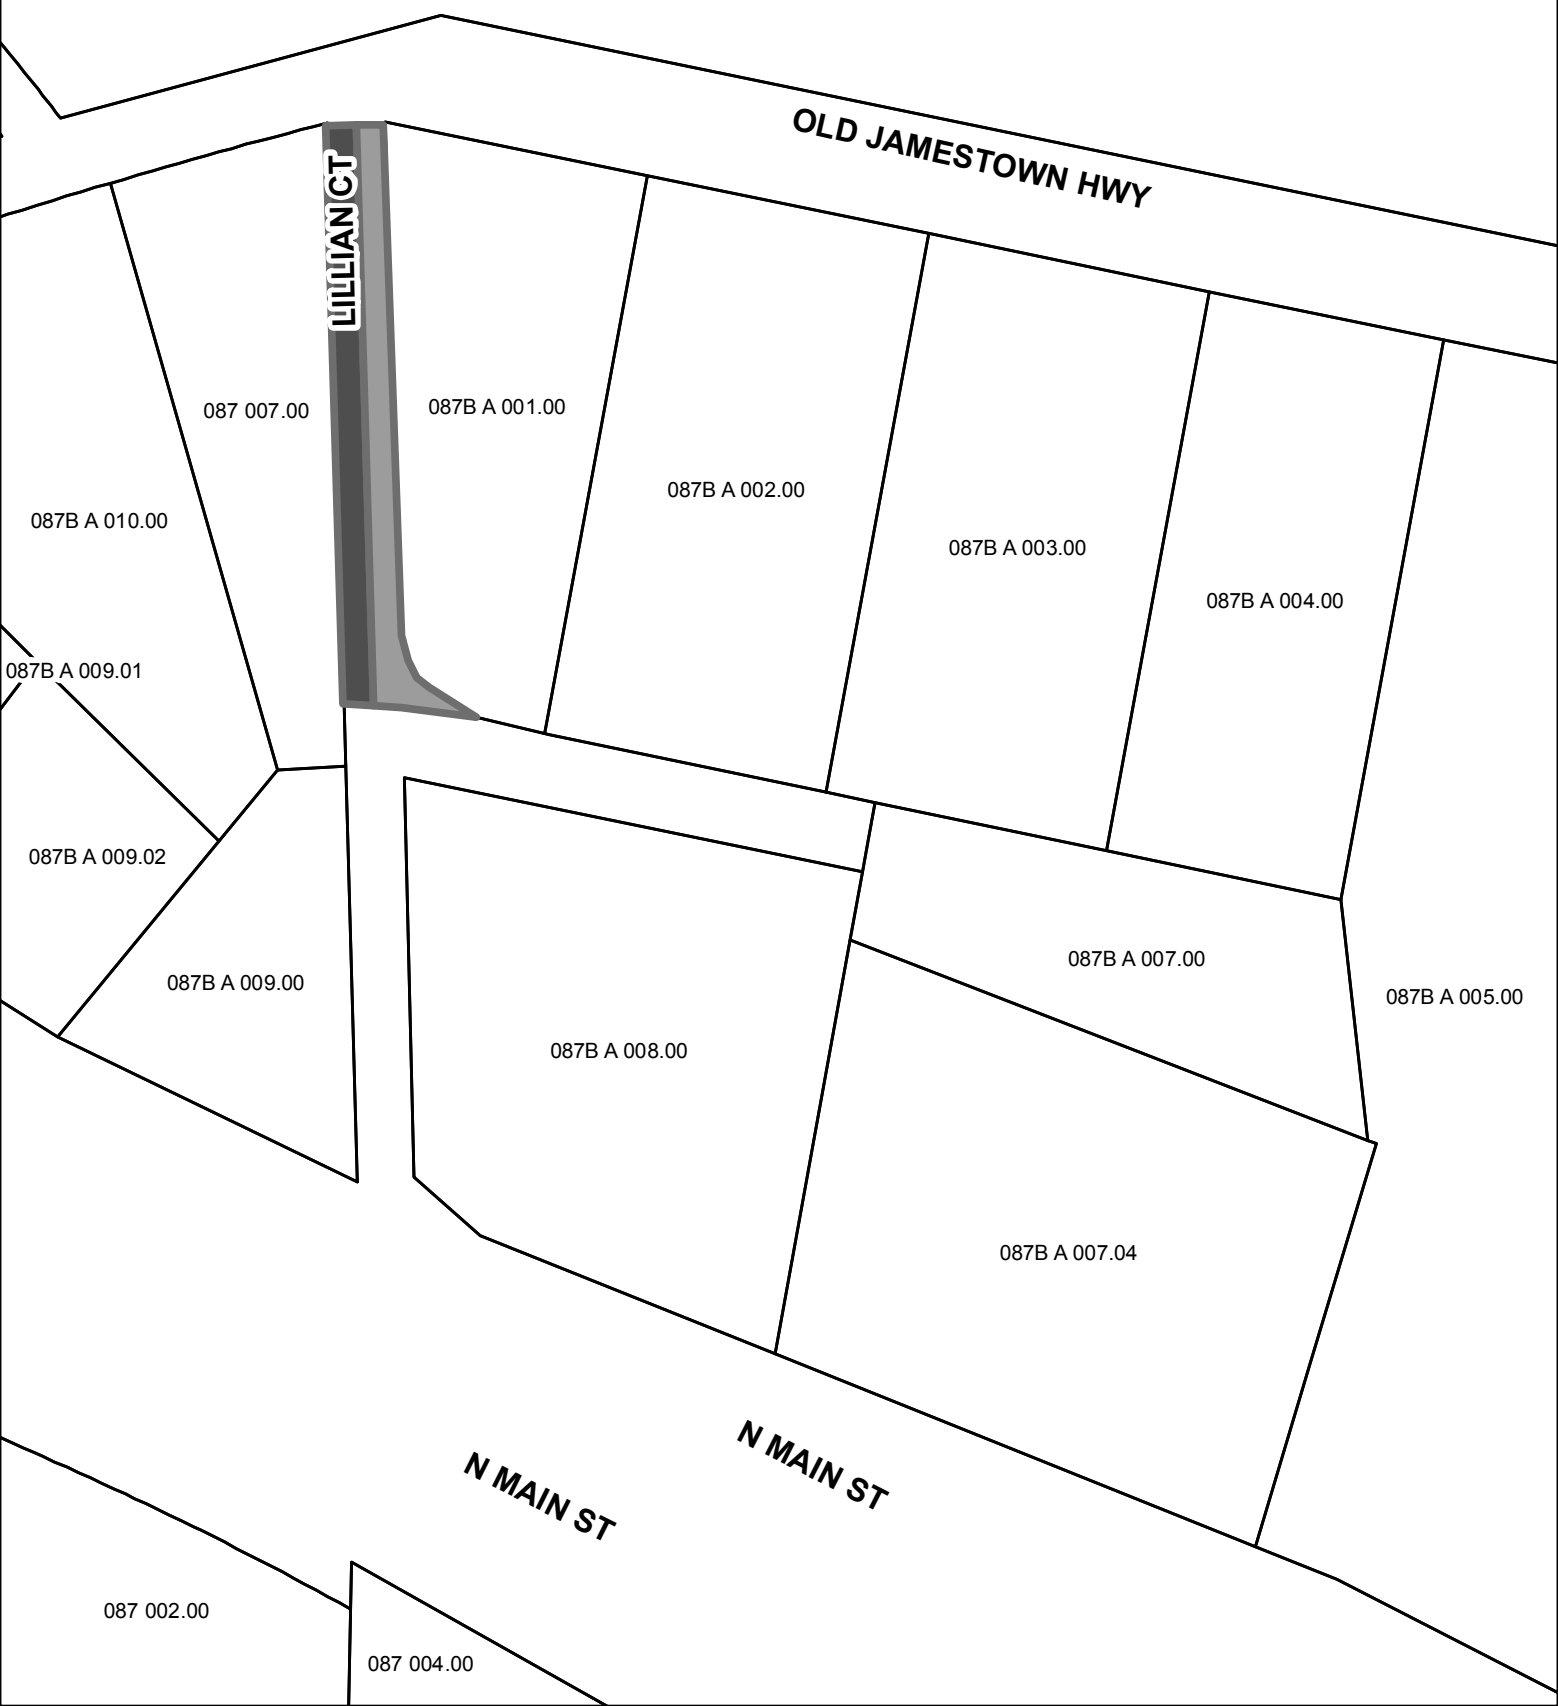 OLD JAMESTOWN HWY
LILLIAN CT
087 007.00
087B A 001.00
087B A 002.00
087B A 010.00
087B A 003.00
087B A 004.00
087B A 009.01
087B A 009.02
087B A 007.00
087B A 009.00
087B A 005.00
087B A 008.00
087B A 007.04
N MAIN ST
N MAIN ST
087 002.00
087 004.00